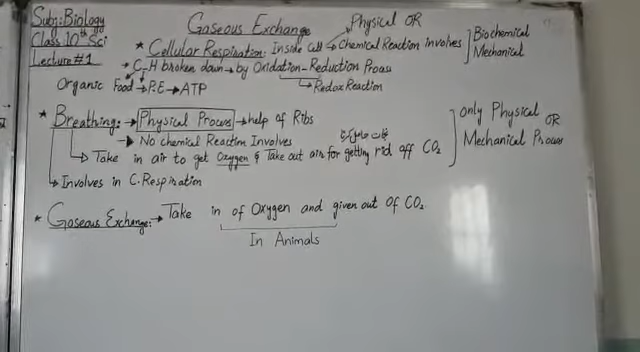 Subj: Biology
Class 10th Sci
Lecture #1
Gaseous Exchange
Physical OR
* Cellular Respiration: Inside Cell → Chemical Reaction involves
Biochemical
Mechanical
→ C-H broken down → by Oxidation-Reduction Process
Organic Food → P.E → ATP
→ Redox Reaction
* Breathing: → Physical Process → help of Ribs
→ No chemical Reaction Involves
→ Take in air to get Oxygen & Take out air for getting rid off CO₂
only Physical
OR
Mechanical Process
→ Involves in C.Respiration
* Gaseous Exchange: → Take in of Oxygen and given out of CO₂.
In Animals